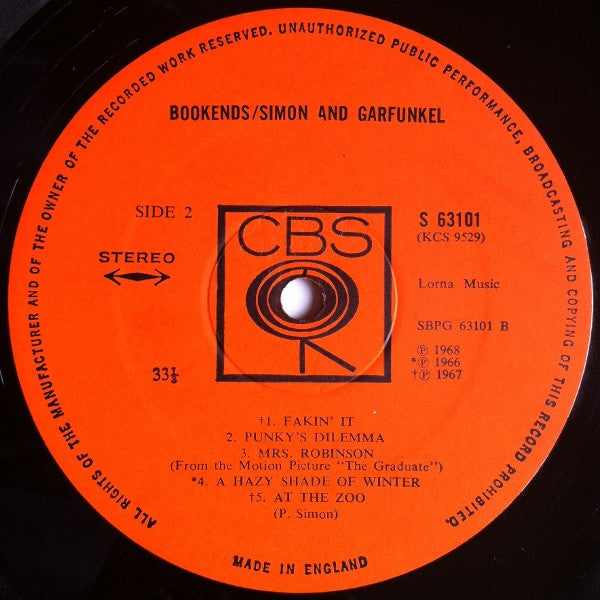 ALL RIGHTS OF THE MANUFACTURER AND OF THE OWNER OF THE RECORDED WORK RESERVED. UNAUTHORIZED PUBLIC PERFORMANCE, BROADCASTING AND COPYING OF THIS RECORD PROHIBITED.
BOOKENDS/SIMON AND GARFUNKEL
SIDE 2
CBS
S 63101
(KCS 9529)
STEREO
Lorna Music
SBPG 63101 B
33⅓
℗ 1968
*℗ 1966
†℗ 1967
†1. FAKIN' IT
2. PUNKY'S DILEMMA
3. MRS. ROBINSON
(From the Motion Picture "The Graduate")
*4. A HAZY SHADE OF WINTER
†5. AT THE ZOO
(P. Simon)
MADE IN ENGLAND